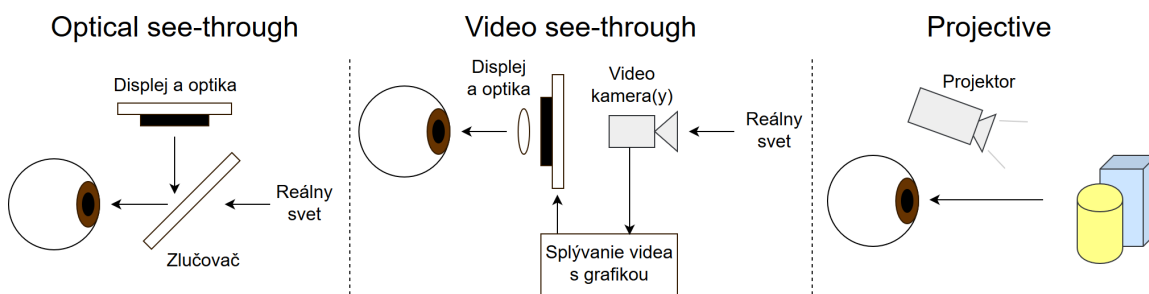 Optical see-through
Displej a optika
Reálny
svet
Zlučovač
Video see-through
Displej
a optika
Video
kamera(y)
Reálny
svet
Splývanie videa
s grafikou
Projective
Projektor